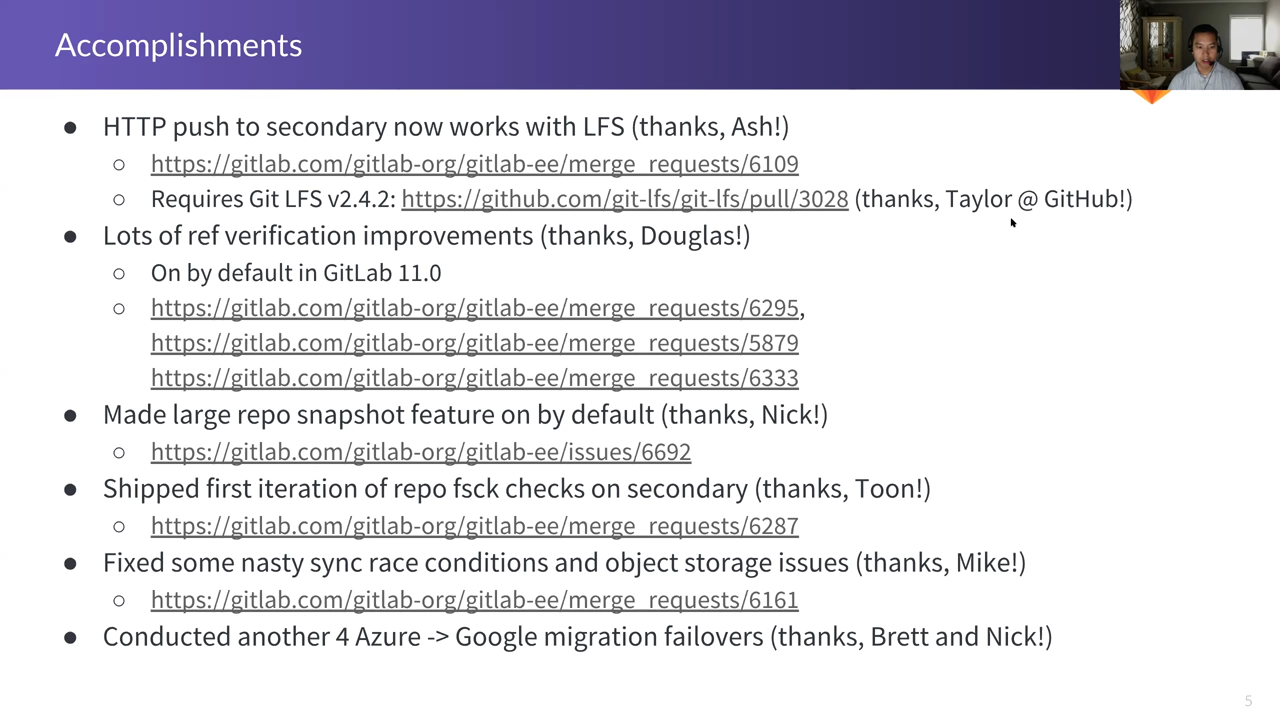 Accomplishments
● HTTP push to secondary now works with LFS (thanks, Ash!)
○ https://gitlab.com/gitlab-org/gitlab-ee/merge_requests/6109
○ Requires Git LFS v2.4.2: https://github.com/git-lfs/git-lfs/pull/3028 (thanks, Taylor @ GitHub!)
● Lots of ref verification improvements (thanks, Douglas!)
○ On by default in GitLab 11.0
○ https://gitlab.com/gitlab-org/gitlab-ee/merge_requests/6295,
https://gitlab.com/gitlab-org/gitlab-ee/merge_requests/5879
https://gitlab.com/gitlab-org/gitlab-ee/merge_requests/6333
● Made large repo snapshot feature on by default (thanks, Nick!)
○ https://gitlab.com/gitlab-org/gitlab-ee/issues/6692
● Shipped first iteration of repo fsck checks on secondary (thanks, Toon!)
○ https://gitlab.com/gitlab-org/gitlab-ee/merge_requests/6287
● Fixed some nasty sync race conditions and object storage issues (thanks, Mike!)
○ https://gitlab.com/gitlab-org/gitlab-ee/merge_requests/6161
● Conducted another 4 Azure -> Google migration failovers (thanks, Brett and Nick!)
5